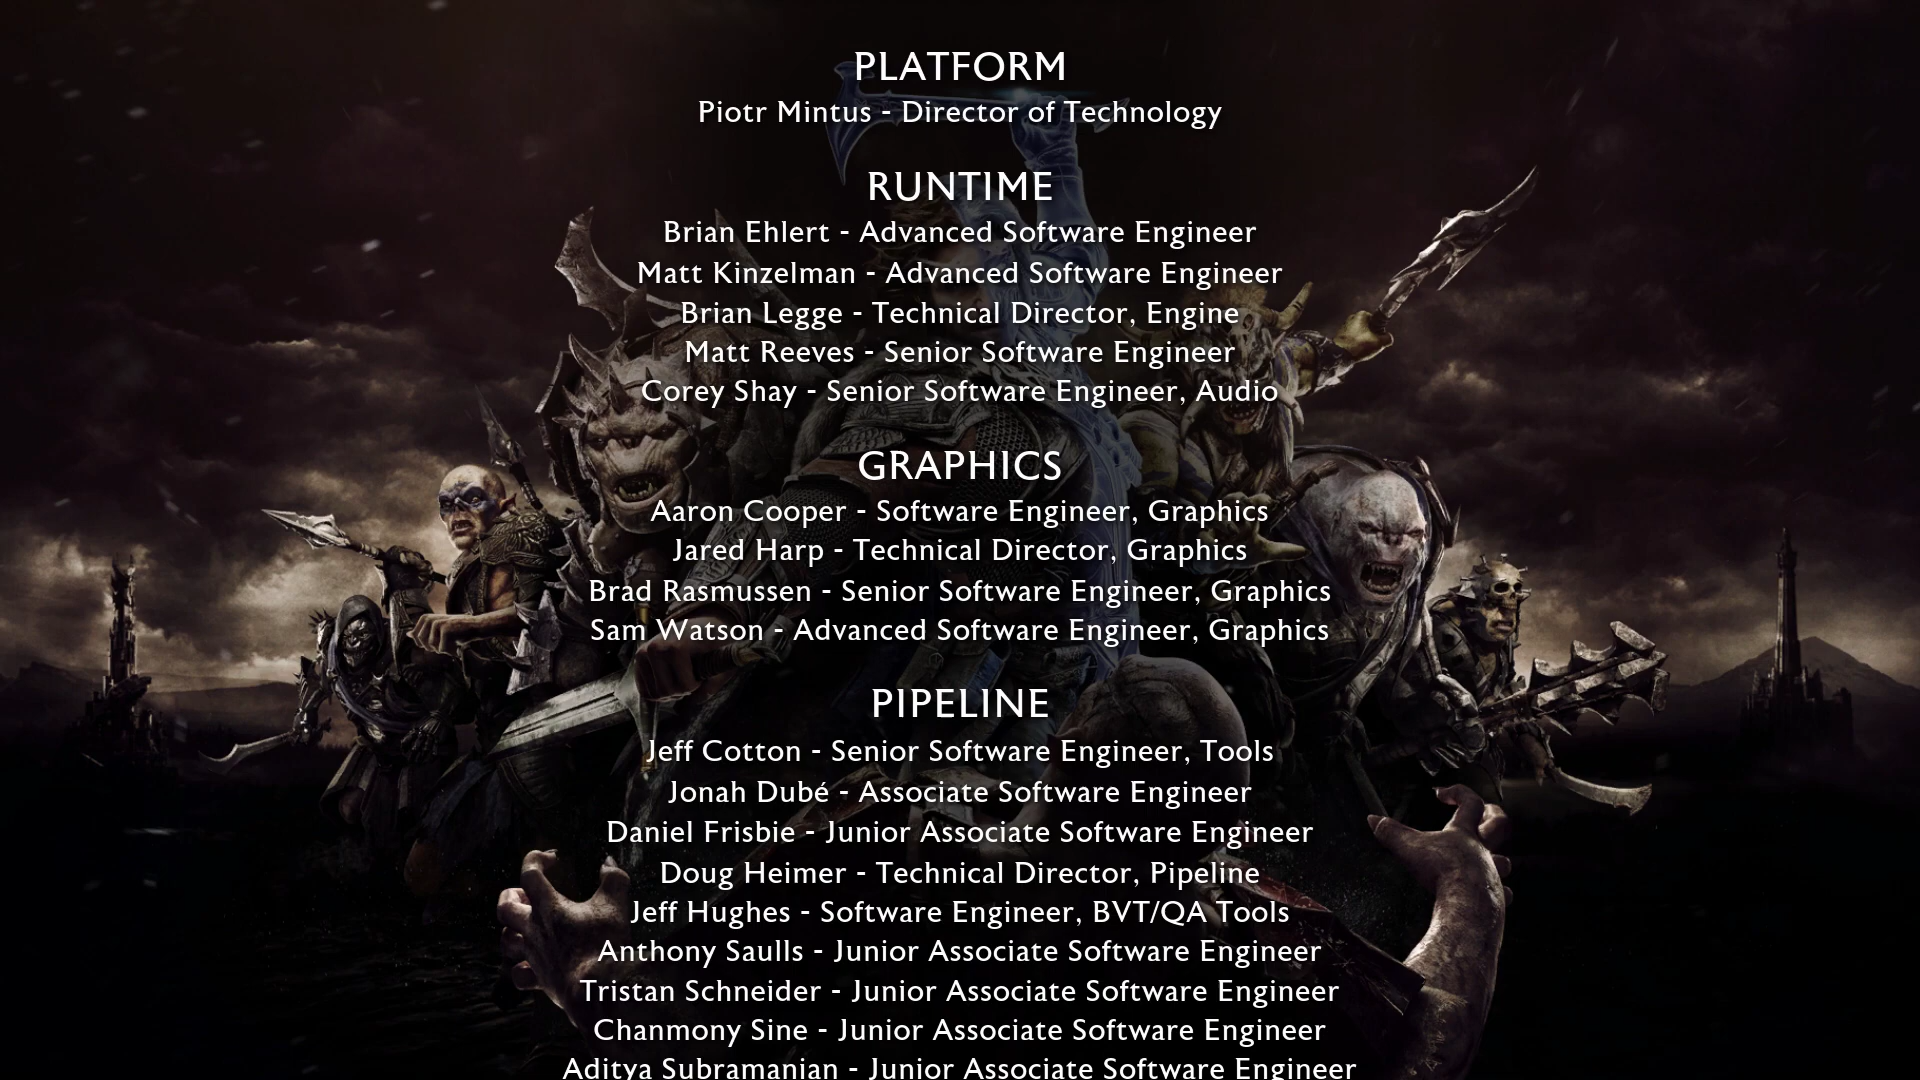 PLATFORM
Piotr Mintus - Director of Technology
RUNTIME
Brian Ehlert - Advanced Software Engineer
Matt Kinzelman - Advanced Software Engineer
Brian Legge - Technical Director, Engine
Matt Reeves - Senior Software Engineer
Corey Shay - Senior Software Engineer, Audio
GRAPHICS
Aaron Cooper - Software Engineer, Graphics
Jared Harp - Technical Director, Graphics
Brad Rasmussen - Senior Software Engineer, Graphics
Sam Watson - Advanced Software Engineer, Graphics
PIPELINE
Jeff Cotton - Senior Software Engineer, Tools
Jonah Dubé - Associate Software Engineer
Daniel Frisbie - Junior Associate Software Engineer
Doug Heimer - Technical Director, Pipeline
Jeff Hughes - Software Engineer, BVT/QA Tools
Anthony Saulls - Junior Associate Software Engineer
Tristan Schneider - Junior Associate Software Engineer
Chanmony Sine - Junior Associate Software Engineer
Aditya Subramanian - Junior Associate Software Engineer